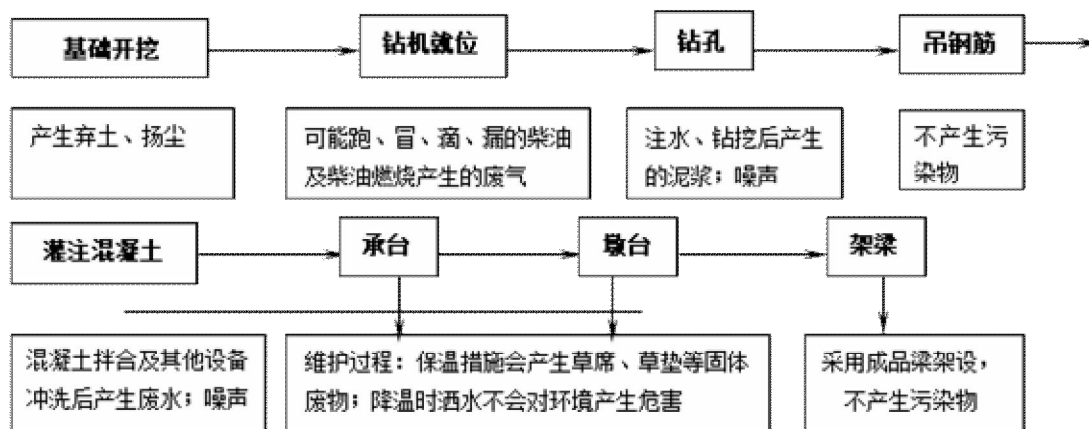 基础开挖
钻机就位
钻孔
吊钢筋
产生弃土、扬尘
可能跑、冒、滴、漏的柴油
及柴油燃烧产生的废气
注水、钻挖后产生
的泥浆；噪声
不产生污
染物
灌注混凝土
承台
墩台
架梁
混凝土拌合及其他设备
冲洗后产生废水；噪声
维护过程：保温措施会产生草席、草垫等固体
废物；降温时洒水不会对环境产生危害
采用成品梁架设，
不产生污染物